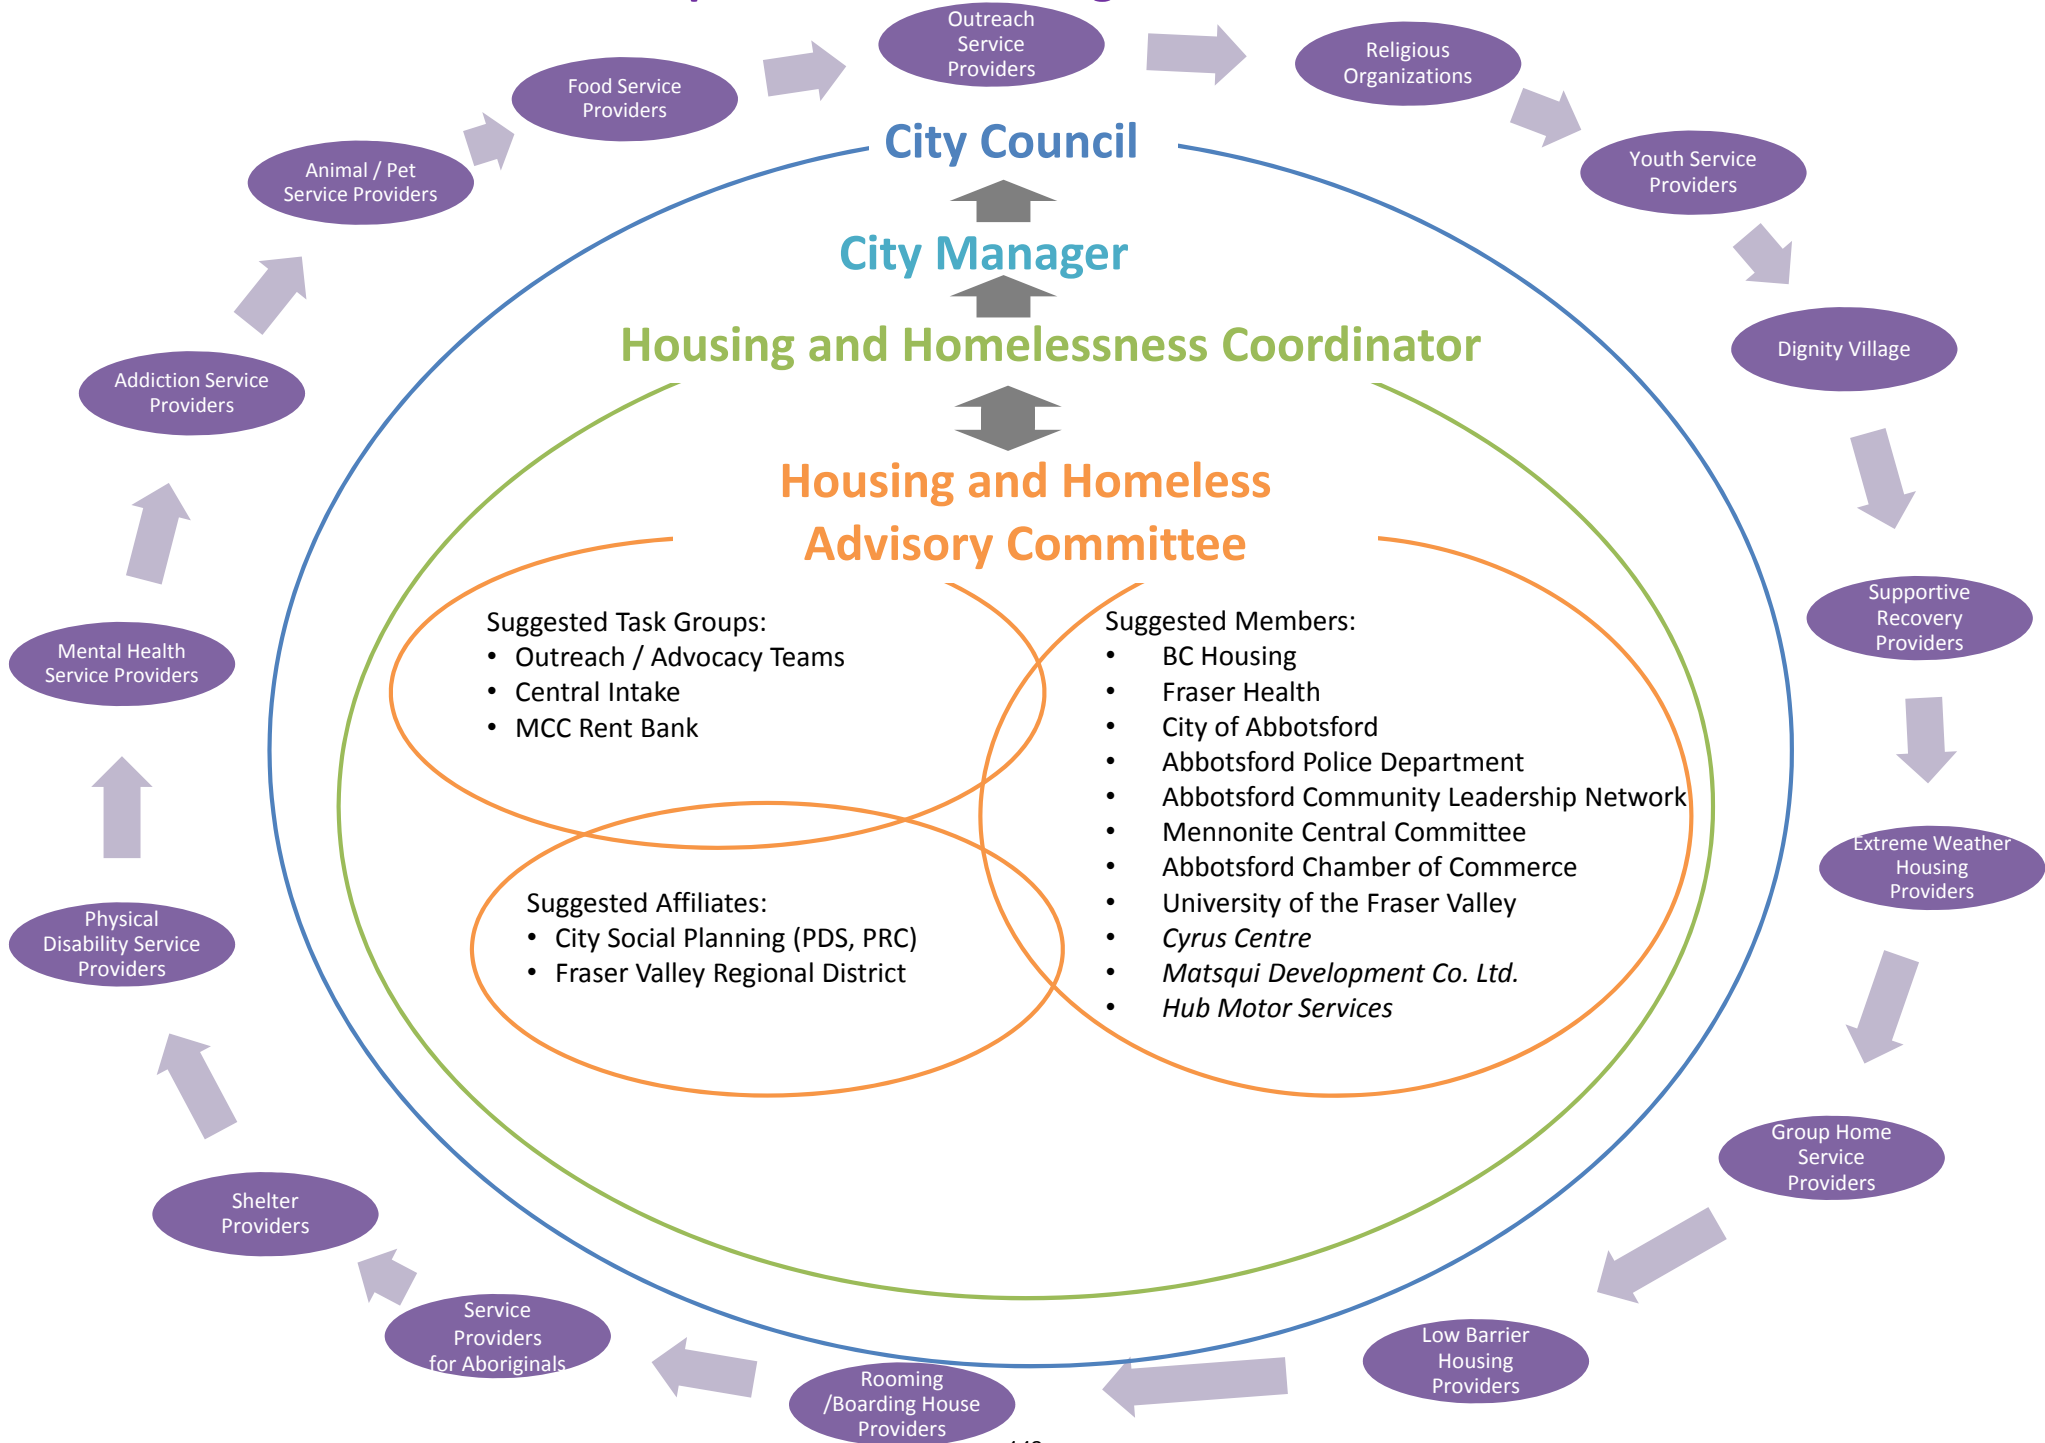 Outreach
Service
Providers
Religious
Organizations
Food Service
Providers
City Council
Youth Service
Providers
Animal / Pet
Service Providers
City Manager
Housing and Homelessness Coordinator
Dignity Village
Addiction Service
Providers
Housing and Homeless
Advisory Committee
Supportive
Recovery
Providers
Mental Health
Service Providers
Suggested Task Groups:
• Outreach / Advocacy Teams
• Central Intake
• MCC Rent Bank
Suggested Members:
• BC Housing
• Fraser Health
• City of Abbotsford
• Abbotsford Police Department
• Abbotsford Community Leadership Network
• Mennonite Central Committee
• Abbotsford Chamber of Commerce
• University of the Fraser Valley
• Cyrus Centre
• Matsqui Development Co. Ltd.
• Hub Motor Services
Extreme Weather
Housing
Providers
Suggested Affiliates:
• City Social Planning (PDS, PRC)
• Fraser Valley Regional District
Physical
Disability Service
Providers
Group Home
Service
Providers
Shelter
Providers
Service
Providers
for Aboriginals
Low Barrier
Housing
Providers
Rooming
/Boarding House
Providers